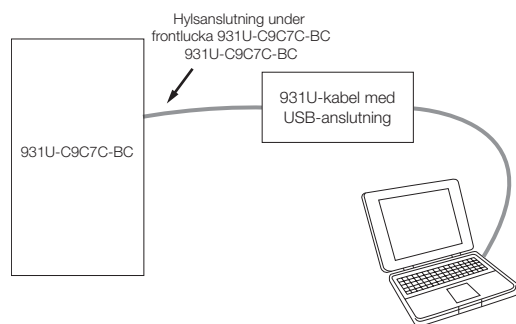 Hylsanslutning under
frontlucka 931U-C9C7C-BC
931U-C9C7C-BC
931U-kabel med
USB-anslutning
931U-C9C7C-BC